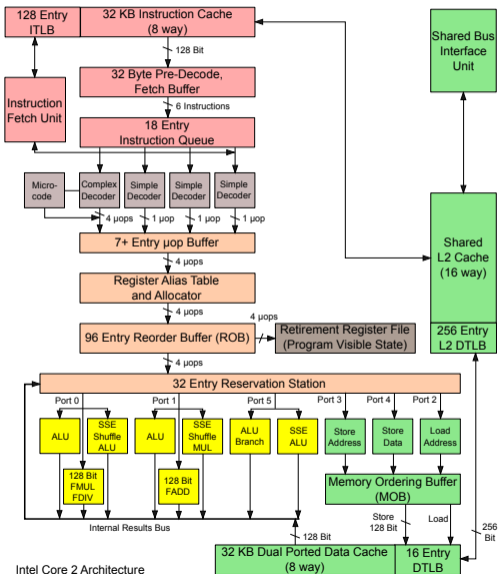 128 Entry
ITLB
32 KB Instruction Cache
(8 way)
128 Bit
32 Byte Pre-Decode,
Fetch Buffer
Instruction
Fetch Unit
6 Instructions
18 Entry
Instruction Queue
Micro-
code
Complex
Decoder
Simple
Decoder
Simple
Decoder
Simple
Decoder
4 µops
1 µop
1 µop
1 µop
7+ Entry µop Buffer
4 µops
Register Alias Table
and Allocator
4 µops
4 µops
96 Entry Reorder Buffer (ROB)
Retirement Register File
(Program Visible State)
4 µops
32 Entry Reservation Station
Port 0
Port 1
Port 5
Port 3
Port 4
Port 2
ALU
SSE
Shuffle
ALU
ALU
SSE
Shuffle
MUL
ALU
Branch
SSE
ALU
Store
Address
Store
Data
Load
Address
128 Bit
FMUL
FDIV
128 Bit
FADD
Memory Ordering Buffer
(MOB)
Internal Results Bus
128 Bit
Store
128 Bit
Load
256
Bit
32 KB Dual Ported Data Cache
(8 way)
16 Entry
DTLB
Shared Bus
Interface
Unit
Shared
L2 Cache
(16 way)
256 Entry
L2 DTLB
Intel Core 2 Architecture